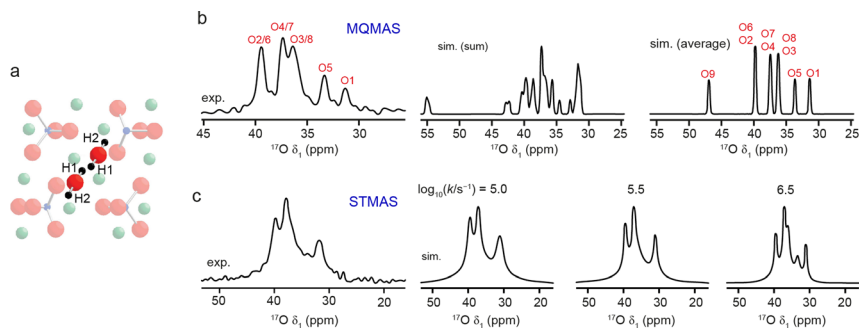 a
H2
H1
H1
H2
b
MQMAS
O2/6
O4/7
O3/8
O5
O1
exp.
45 40 35 30
¹⁷O δ₁ (ppm)
sim. (sum)
55 50 45 40 35 30 25
¹⁷O δ₁ (ppm)
sim. (average)
O9
O6
O2
O7
O4
O8
O3
O5
O1
55 50 45 40 35 30 25
¹⁷O δ₁ (ppm)
c
STMAS
exp.
50 40 30 20
¹⁷O δ₁ (ppm)
log₁₀(k/s⁻¹) = 5.0
sim.
50 40 30 20
¹⁷O δ₁ (ppm)
5.5
50 40 30 20
¹⁷O δ₁ (ppm)
6.5
50 40 30 20
¹⁷O δ₁ (ppm)